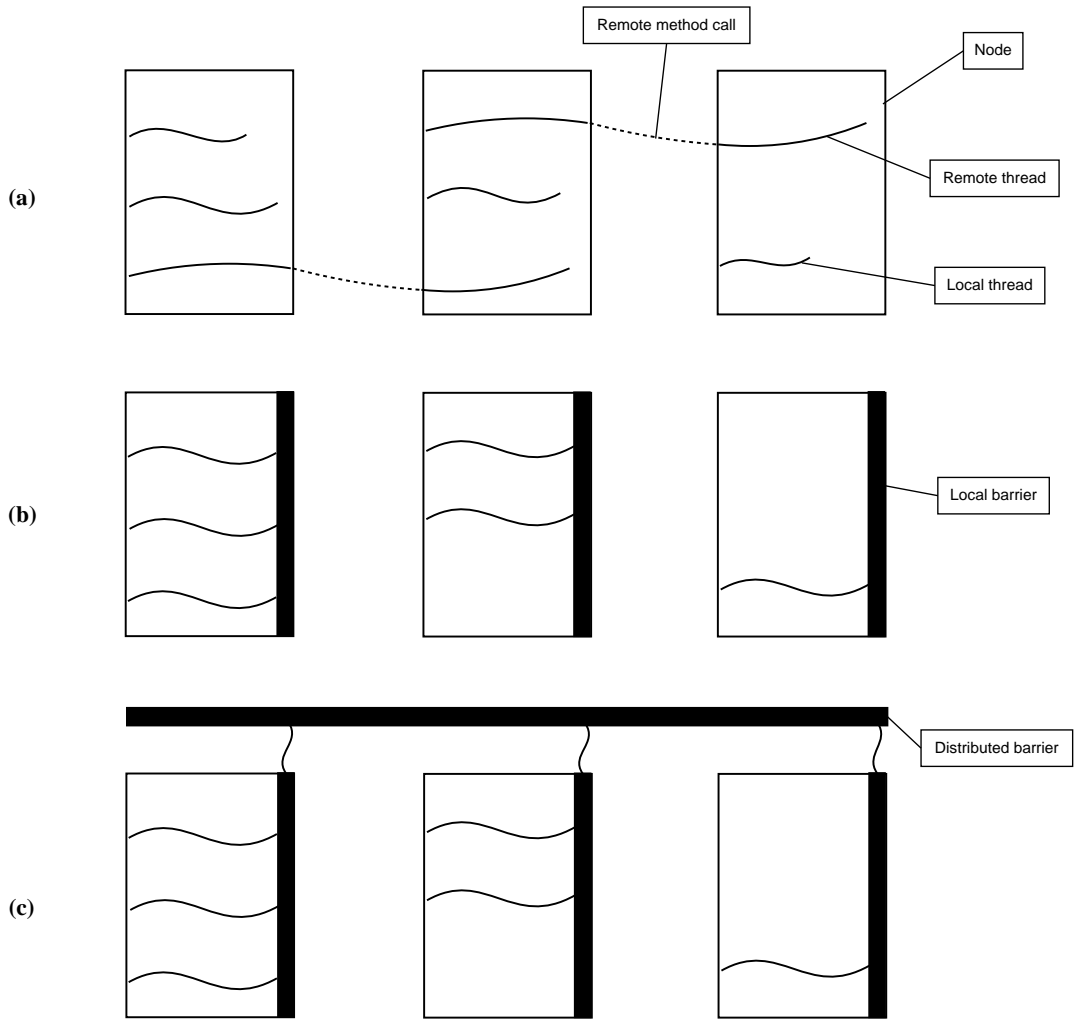 Remote method call
Node
Remote thread
(a)
Local thread
Local barrier
(b)
Distributed barrier
(c)